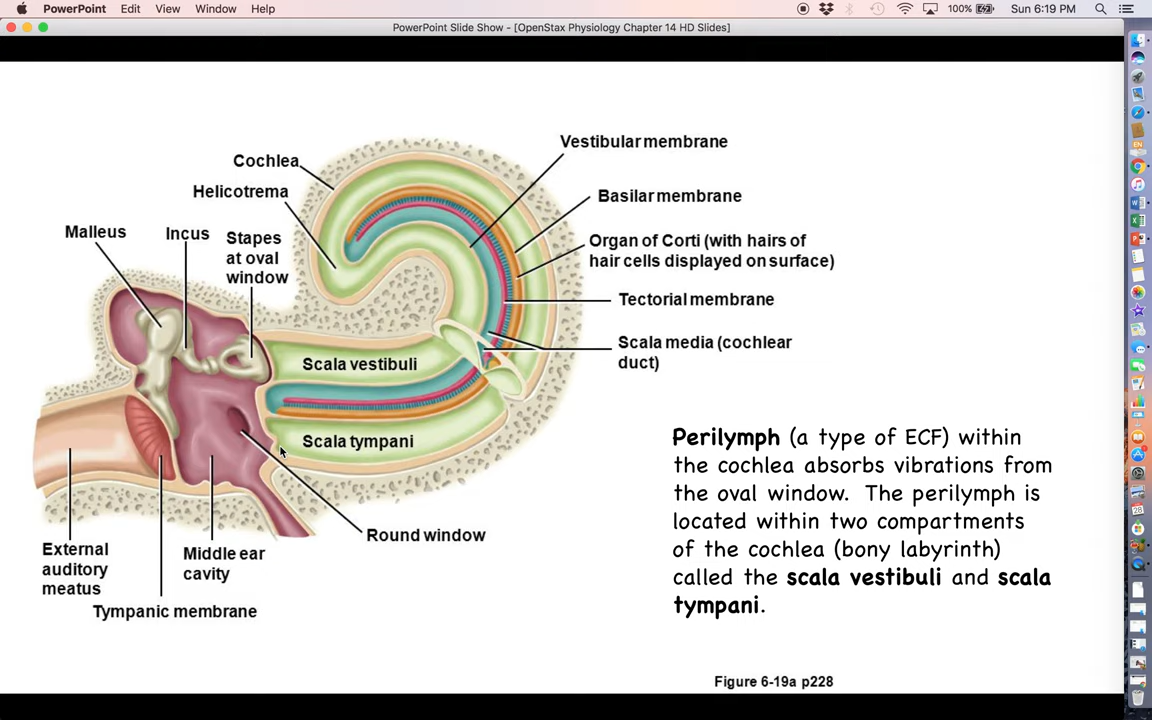 PowerPoint Edit View Window Help 100% Sun 6:19 PM
PowerPoint Slide Show - [OpenStax Physiology Chapter 14 HD Slides]
Vestibular membrane
Cochlea
Helicotrema
Basilar membrane
Malleus
Incus
Stapes
at oval
window
Organ of Corti (with hairs of
hair cells displayed on surface)
Tectorial membrane
Scala media (cochlear
duct)
Scala vestibuli
Scala tympani
Perilymph (a type of ECF) within
the cochlea absorbs vibrations from
the oval window. The perilymph is
located within two compartments
of the cochlea (bony labyrinth)
called the scala vestibuli and scala
tympani.
Round window
External
auditory
meatus
Middle ear
cavity
Tympanic membrane
Figure 6-19a p228